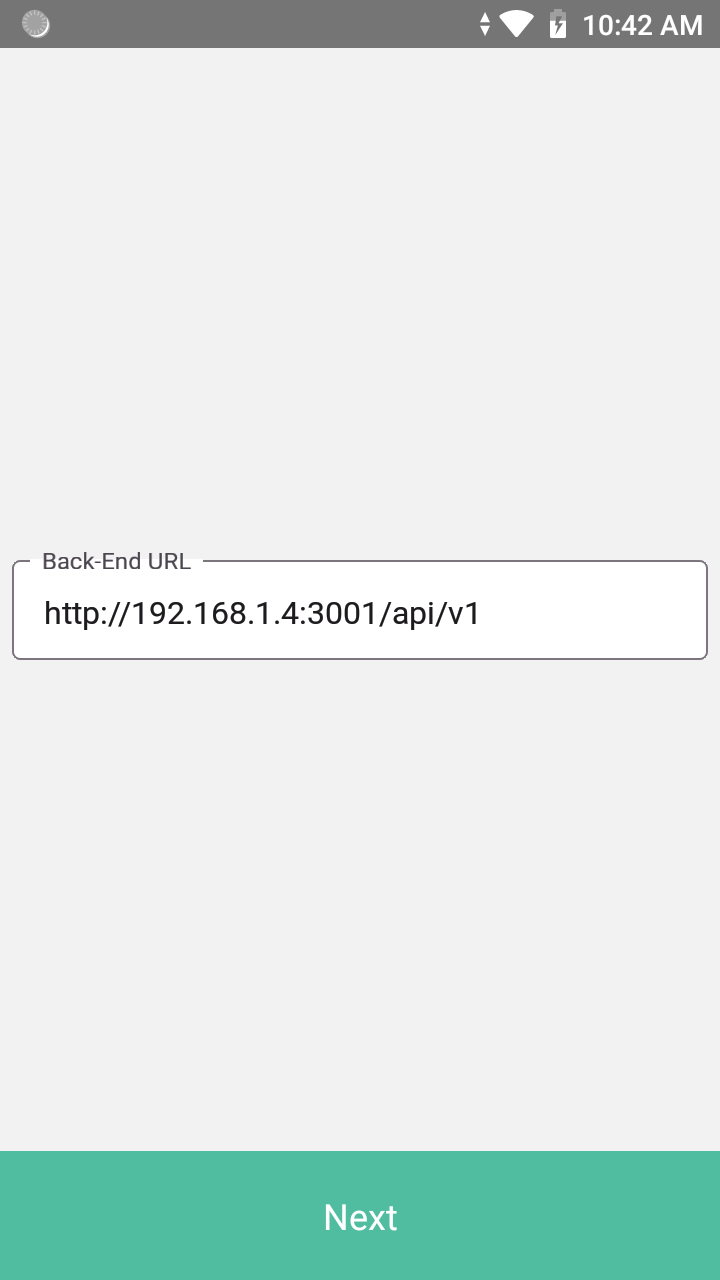 10:42 AM
Back-End URL
http://192.168.1.4:3001/api/v1
Next